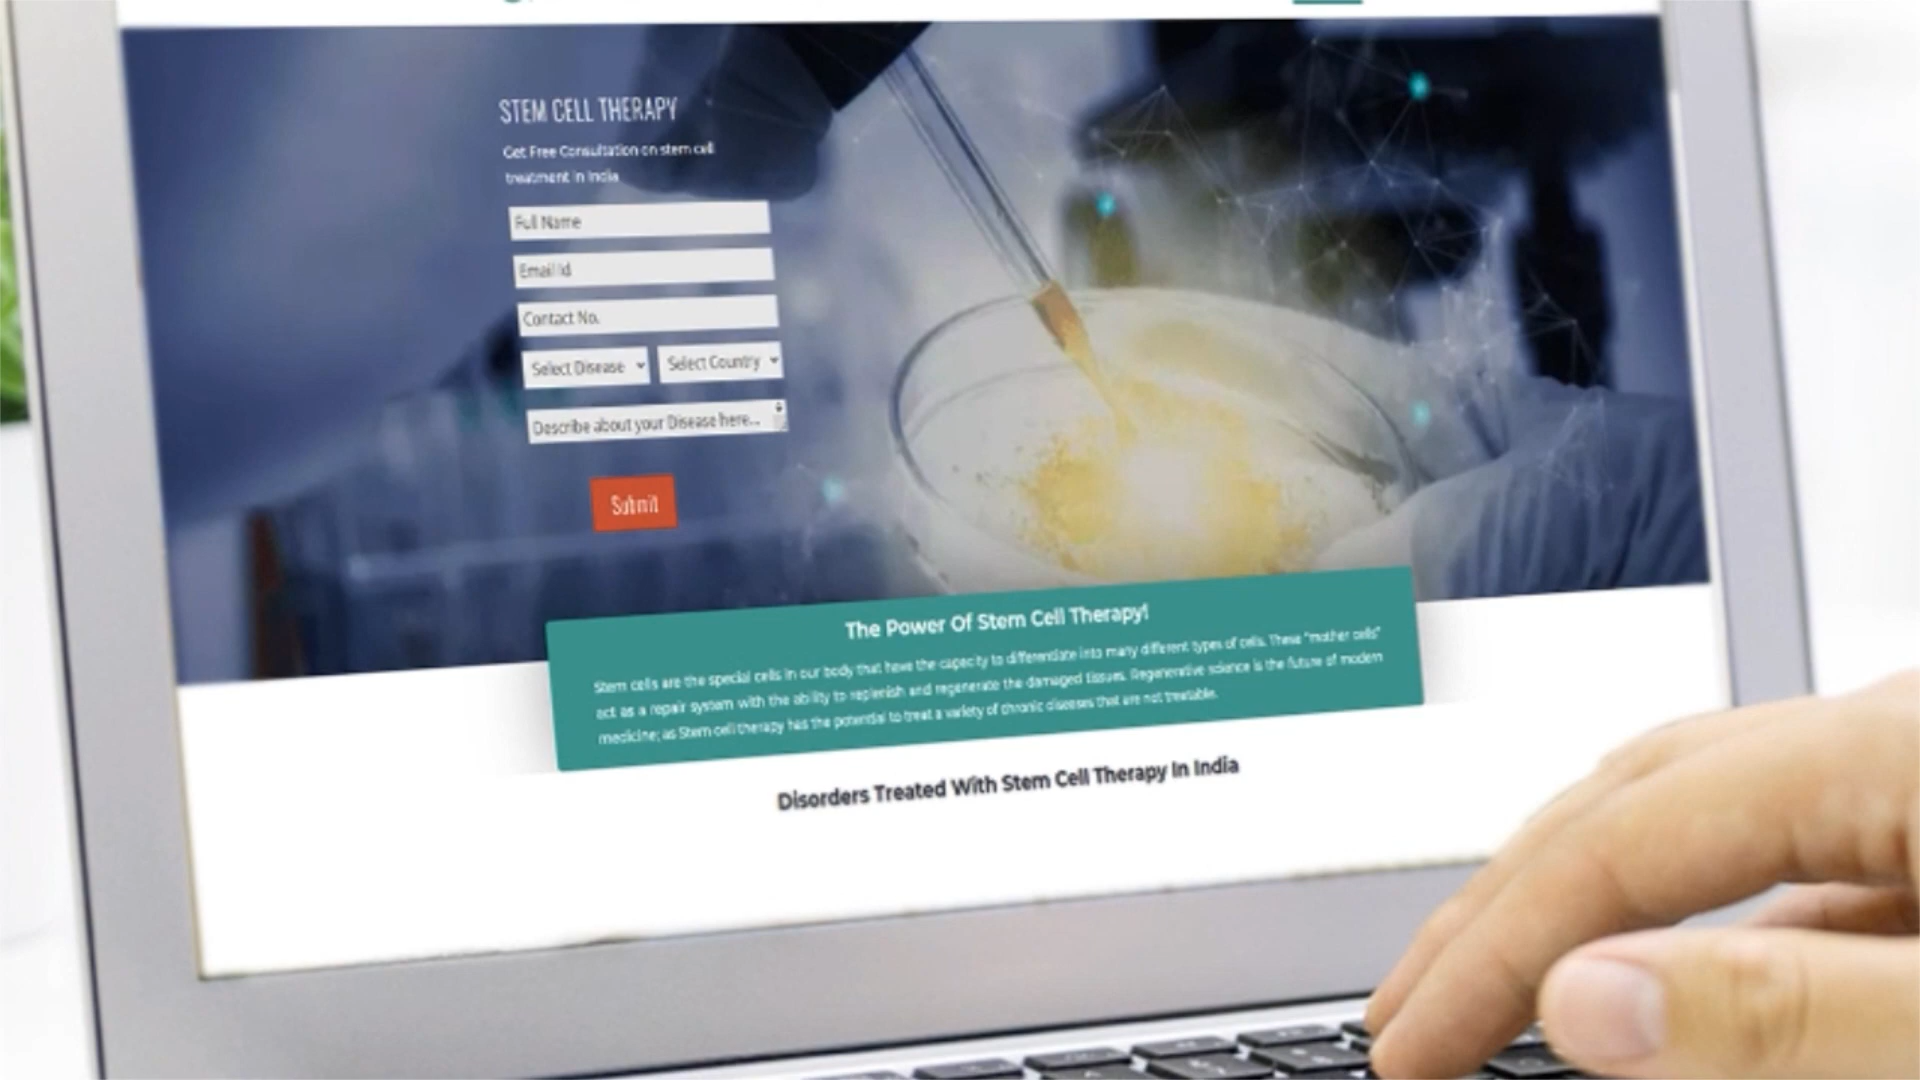 STEM CELL THERAPY
Get Free Consultation on stem cell
treatment in India
Full Name
Email Id
Contact No.
Select Disease
Select Country
Describe about your Disease here...
Submit
The Power Of Stem Cell Therapy!
Stem cells are the special cells in our body that have the capacity to differentiate into many different types of cells. These "mother cells"
act as a repair system with the ability to replenish and regenerate the damaged tissues. Regenerative science is the future of modern
medicine; as Stem cell therapy has the potential to treat a variety of chronic diseases that are not treatable.
Disorders Treated With Stem Cell Therapy In India